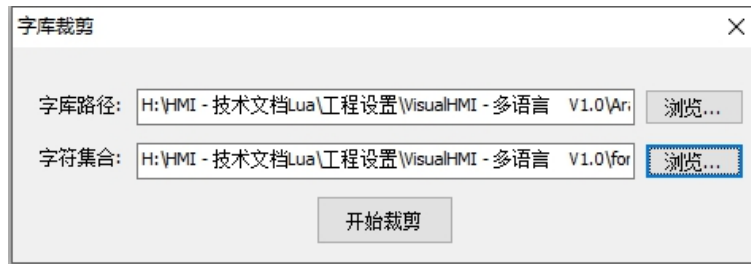 字库裁剪
字库路径: H:\HMI - 技术文档Lua\工程设置\VisualHMI - 多语言 V1.0\Ara 浏览...
字符集合: H:\HMI - 技术文档Lua\工程设置\VisualHMI - 多语言 V1.0\for 浏览...
开始裁剪